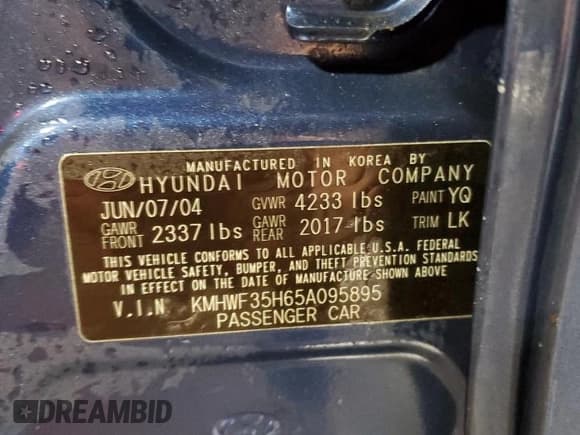 MANUFACTURED IN KOREA BY
HYUNDAI MOTOR COMPANY
JUN/07/04 GVWR 4233 lbs PAINT YQ
GAWR FRONT 2337 lbs GAWR REAR 2017 lbs TRIM LK
THIS VEHICLE CONFORMS TO ALL APPLICABLE U.S.A. FEDERAL
MOTOR VEHICLE SAFETY, BUMPER, AND THEFT PREVENTION STANDARDS
IN EFFECT ON THE DATE OF MANUFACTURE SHOWN ABOVE
V.I.N KMHWF35H65A095895
PASSENGER CAR
DREAMBID